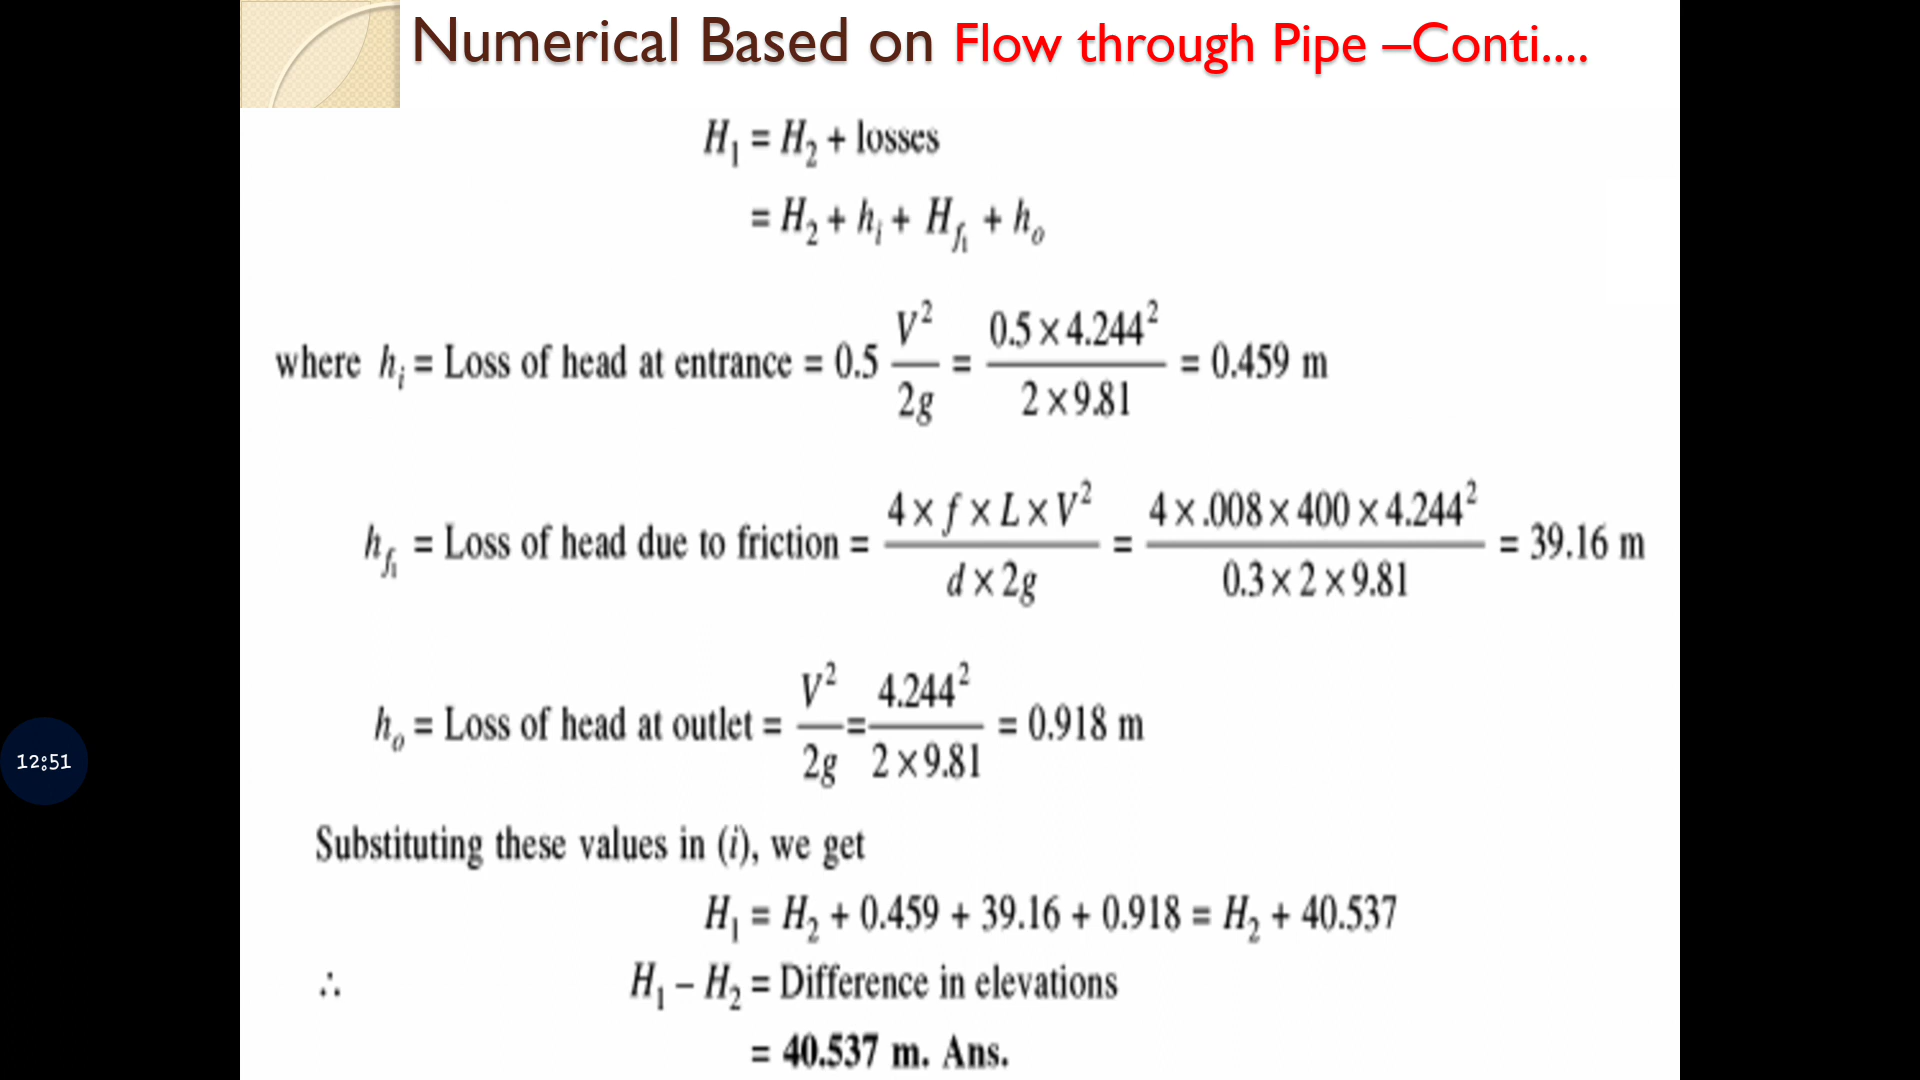 Numerical Based on Flow through Pipe –Conti....
H₁ = H₂ + losses
= H₂ + hᵢ + H_f₁ + hₒ
where hᵢ = Loss of head at entrance = 0.5 V²/2g = 0.5 × 4.244²/2 × 9.81 = 0.459 m
h_f₁ = Loss of head due to friction = 4 × f × L × V²/d × 2g = 4 × .008 × 400 × 4.244²/0.3 × 2 × 9.81 = 39.16 m
hₒ = Loss of head at outlet = V²/2g = 4.244²/2 × 9.81 = 0.918 m
12:51
Substituting these values in (i), we get
H₁ = H₂ + 0.459 + 39.16 + 0.918 = H₂ + 40.537
∴ H₁ – H₂ = Difference in elevations
= 40.537 m. Ans.